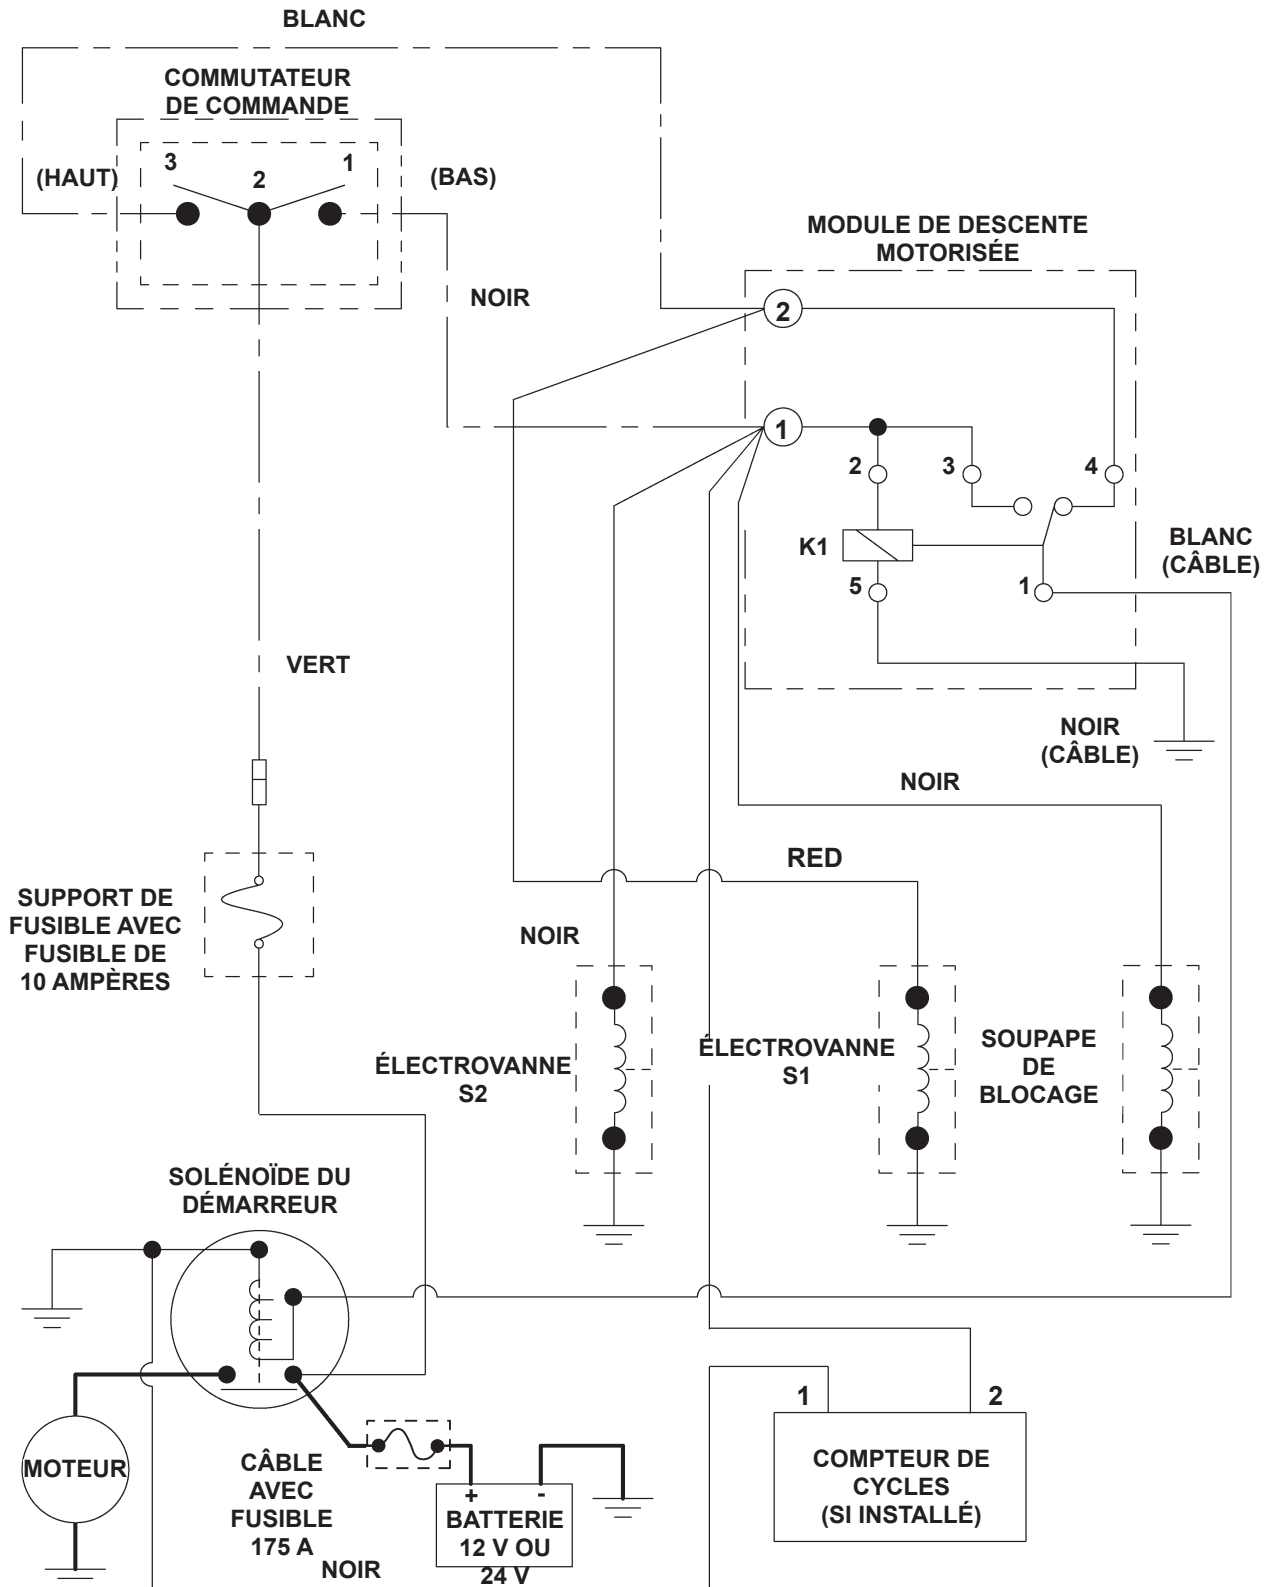 BLANC
COMMUTATEUR
DE COMMANDE
3
1
2
(HAUT)
(BAS)
NOIR
MODULE DE DESCENTE
MOTORISÉE
2
1
2
3
4
K1
5
1
BLANC
(CÂBLE)
VERT
NOIR
(CÂBLE)
NOIR
RED
SUPPORT DE
FUSIBLE AVEC
FUSIBLE DE
10 AMPÈRES
NOIR
ÉLECTROVANNE
S2
ÉLECTROVANNE
S1
SOUPAPE
DE
BLOCAGE
SOLÉNOÏDE DU
DÉMARREUR
MOTEUR
CÂBLE
AVEC
FUSIBLE
175 A
NOIR
+
-
BATTERIE
12 V OU
24 V
1
2
COMPTEUR DE
CYCLES
(SI INSTALLÉ)